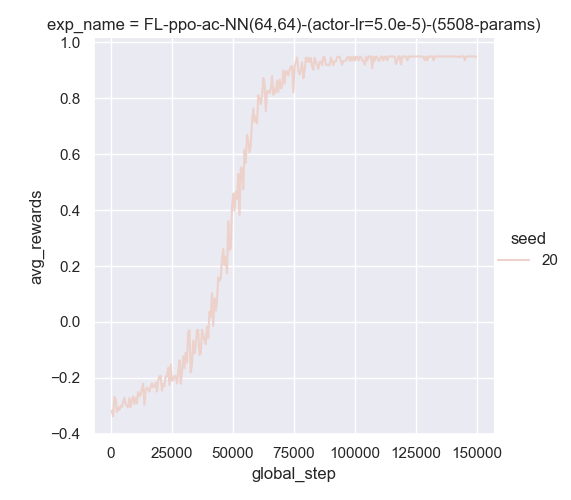 exp_name = FL-ppo-ac-NN(64,64)-(actor-lr=5.0e-5)-(5508-params)
1.0
0.8
0.6
0.4
0.2
0.0
−0.2
−0.4
avg_rewards
0 25000 50000 75000 100000 125000 150000
global_step
seed
20